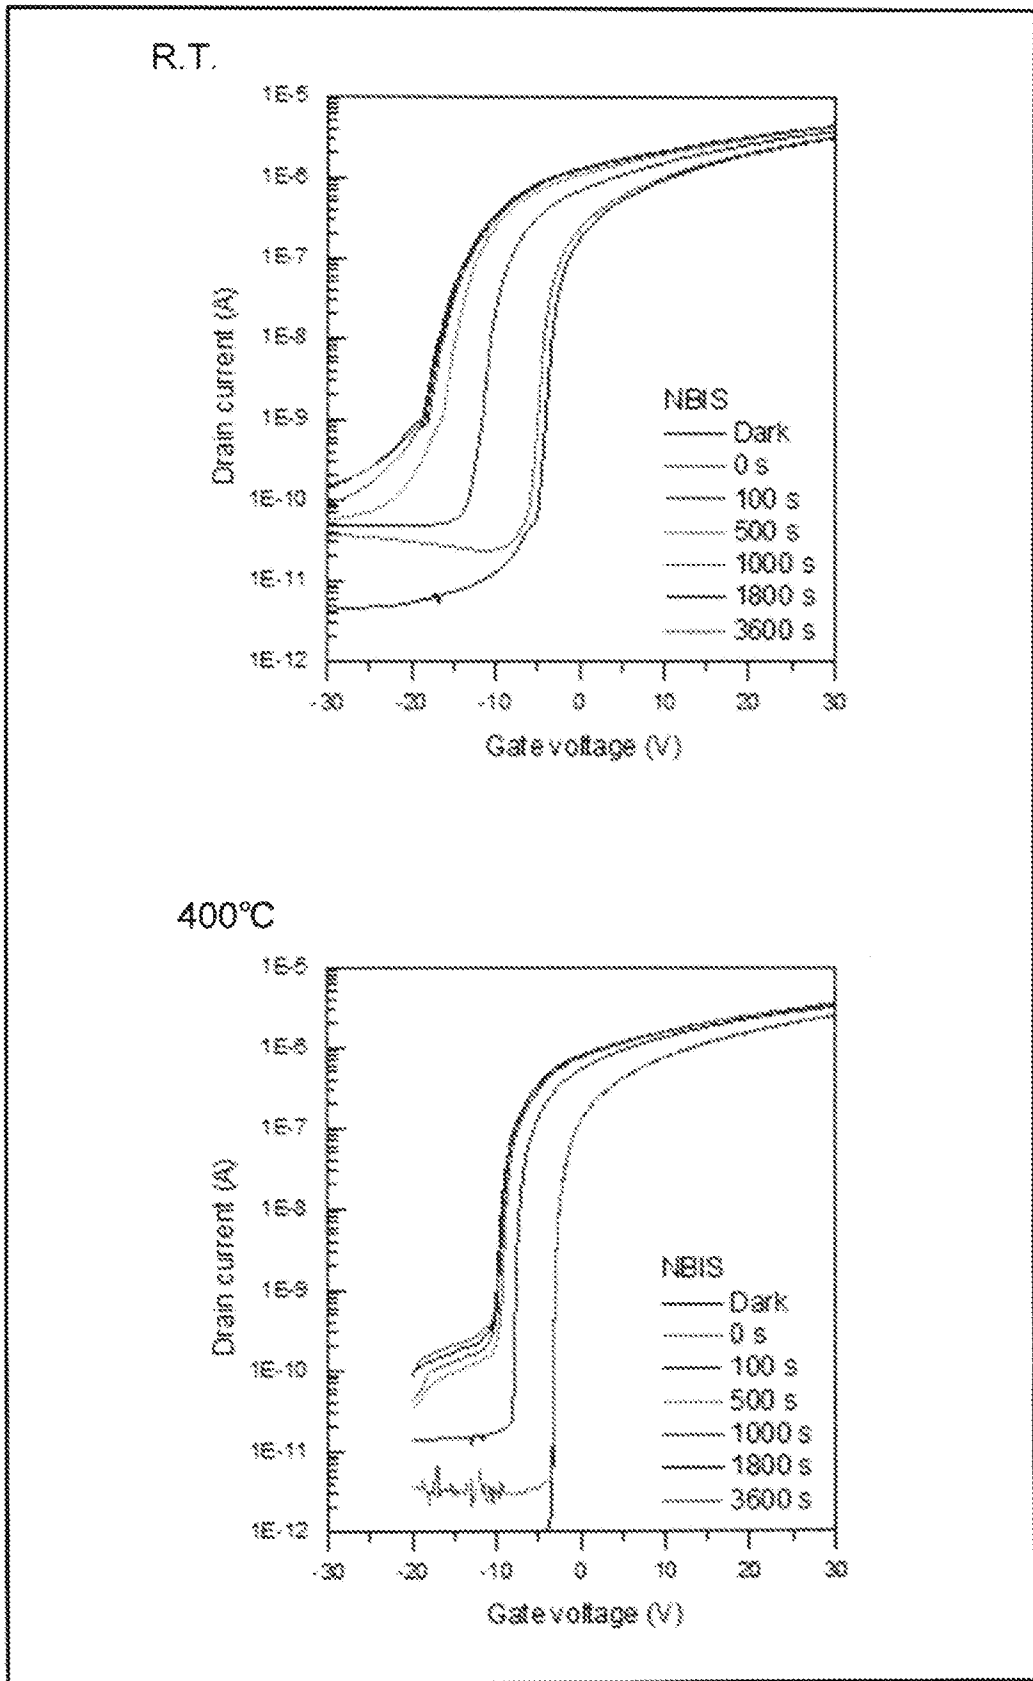 R.T.
1E-5
1E-6
1E-7
1E-8
1E-9
1E-10
1E-11
1E-12
Drain current (A)
-30 -20 -10 0 10 20 30
Gate voltage (V)
NBIS
Dark
0 s
100 s
500 s
1000 s
1800 s
3600 s
400°C
1E-5
1E-6
1E-7
1E-8
1E-9
1E-10
1E-11
1E-12
Drain current (A)
-30 -20 -10 0 10 20 30
Gate voltage (V)
NBIS
Dark
0 s
100 s
500 s
1000 s
1800 s
3600 s